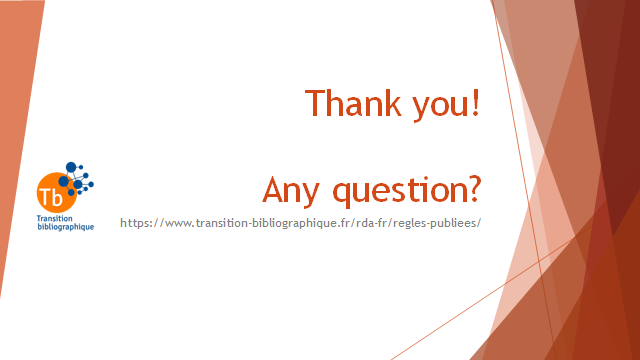 Thank you!
Any question?
https://www.transition-bibliographique.fr/rda-fr/regles-publiees/
Tb
Transition
bibliographique